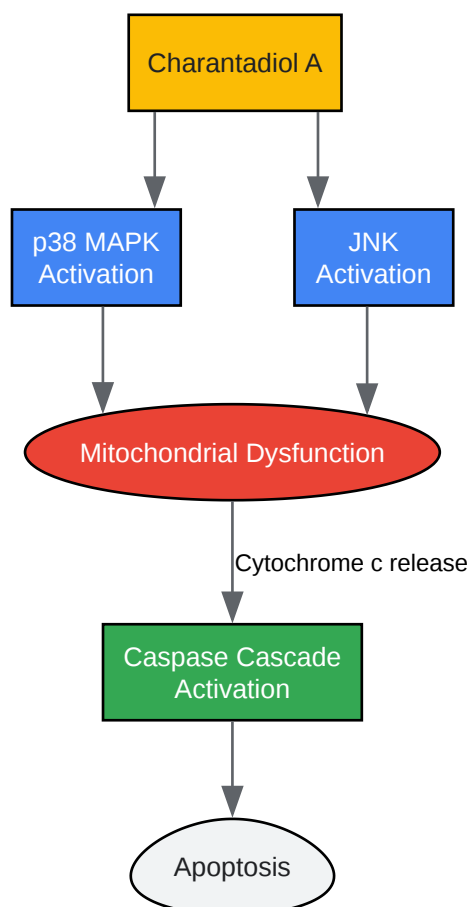 Charantadiol A
p38 MAPK
Activation
JNK
Activation
Mitochondrial Dysfunction
Cytochrome c release
Caspase Cascade
Activation
Apoptosis